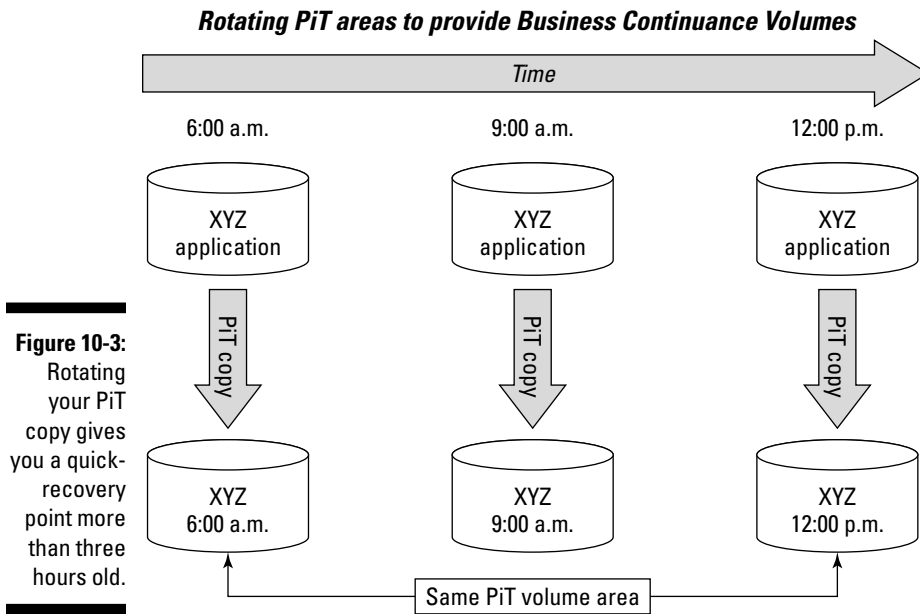 Rotating PiT areas to provide Business Continuance Volumes
Time
6:00 a.m.
9:00 a.m.
12:00 p.m.
XYZ
application
XYZ
application
XYZ
application
PiT copy
PiT copy
PiT copy
Figure 10-3:
Rotating
your PiT
copy gives
you a quick-
recovery
point more
than three
hours old.
XYZ
6:00 a.m.
XYZ
9:00 a.m.
XYZ
12:00 p.m.
Same PiT volume area